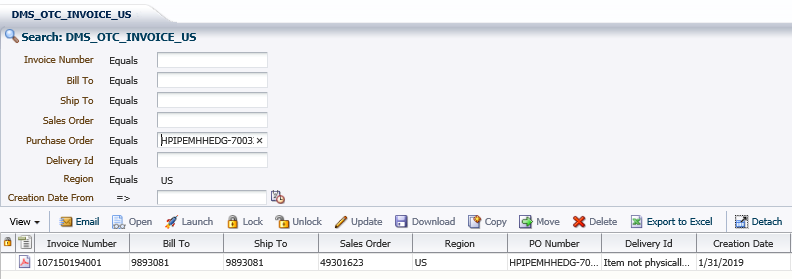 DMS_OTC_INVOICE_US
Search: DMS_OTC_INVOICE_US
Invoice Number Equals
Bill To Equals
Ship To Equals
Sales Order Equals
Purchase Order Equals HPIPEMHHEDG-7003
Delivery Id Equals
Region Equals US
Creation Date From =>
View Email Open Launch Lock Unlock Update Download Copy Move Delete Export to Excel Detach
Invoice Number Bill To Ship To Sales Order Region PO Number Delivery Id Creation Date
107150194001 9893081 9893081 49301623 US HPIPEMHHEDG-70... Item not physicall... 1/31/2019